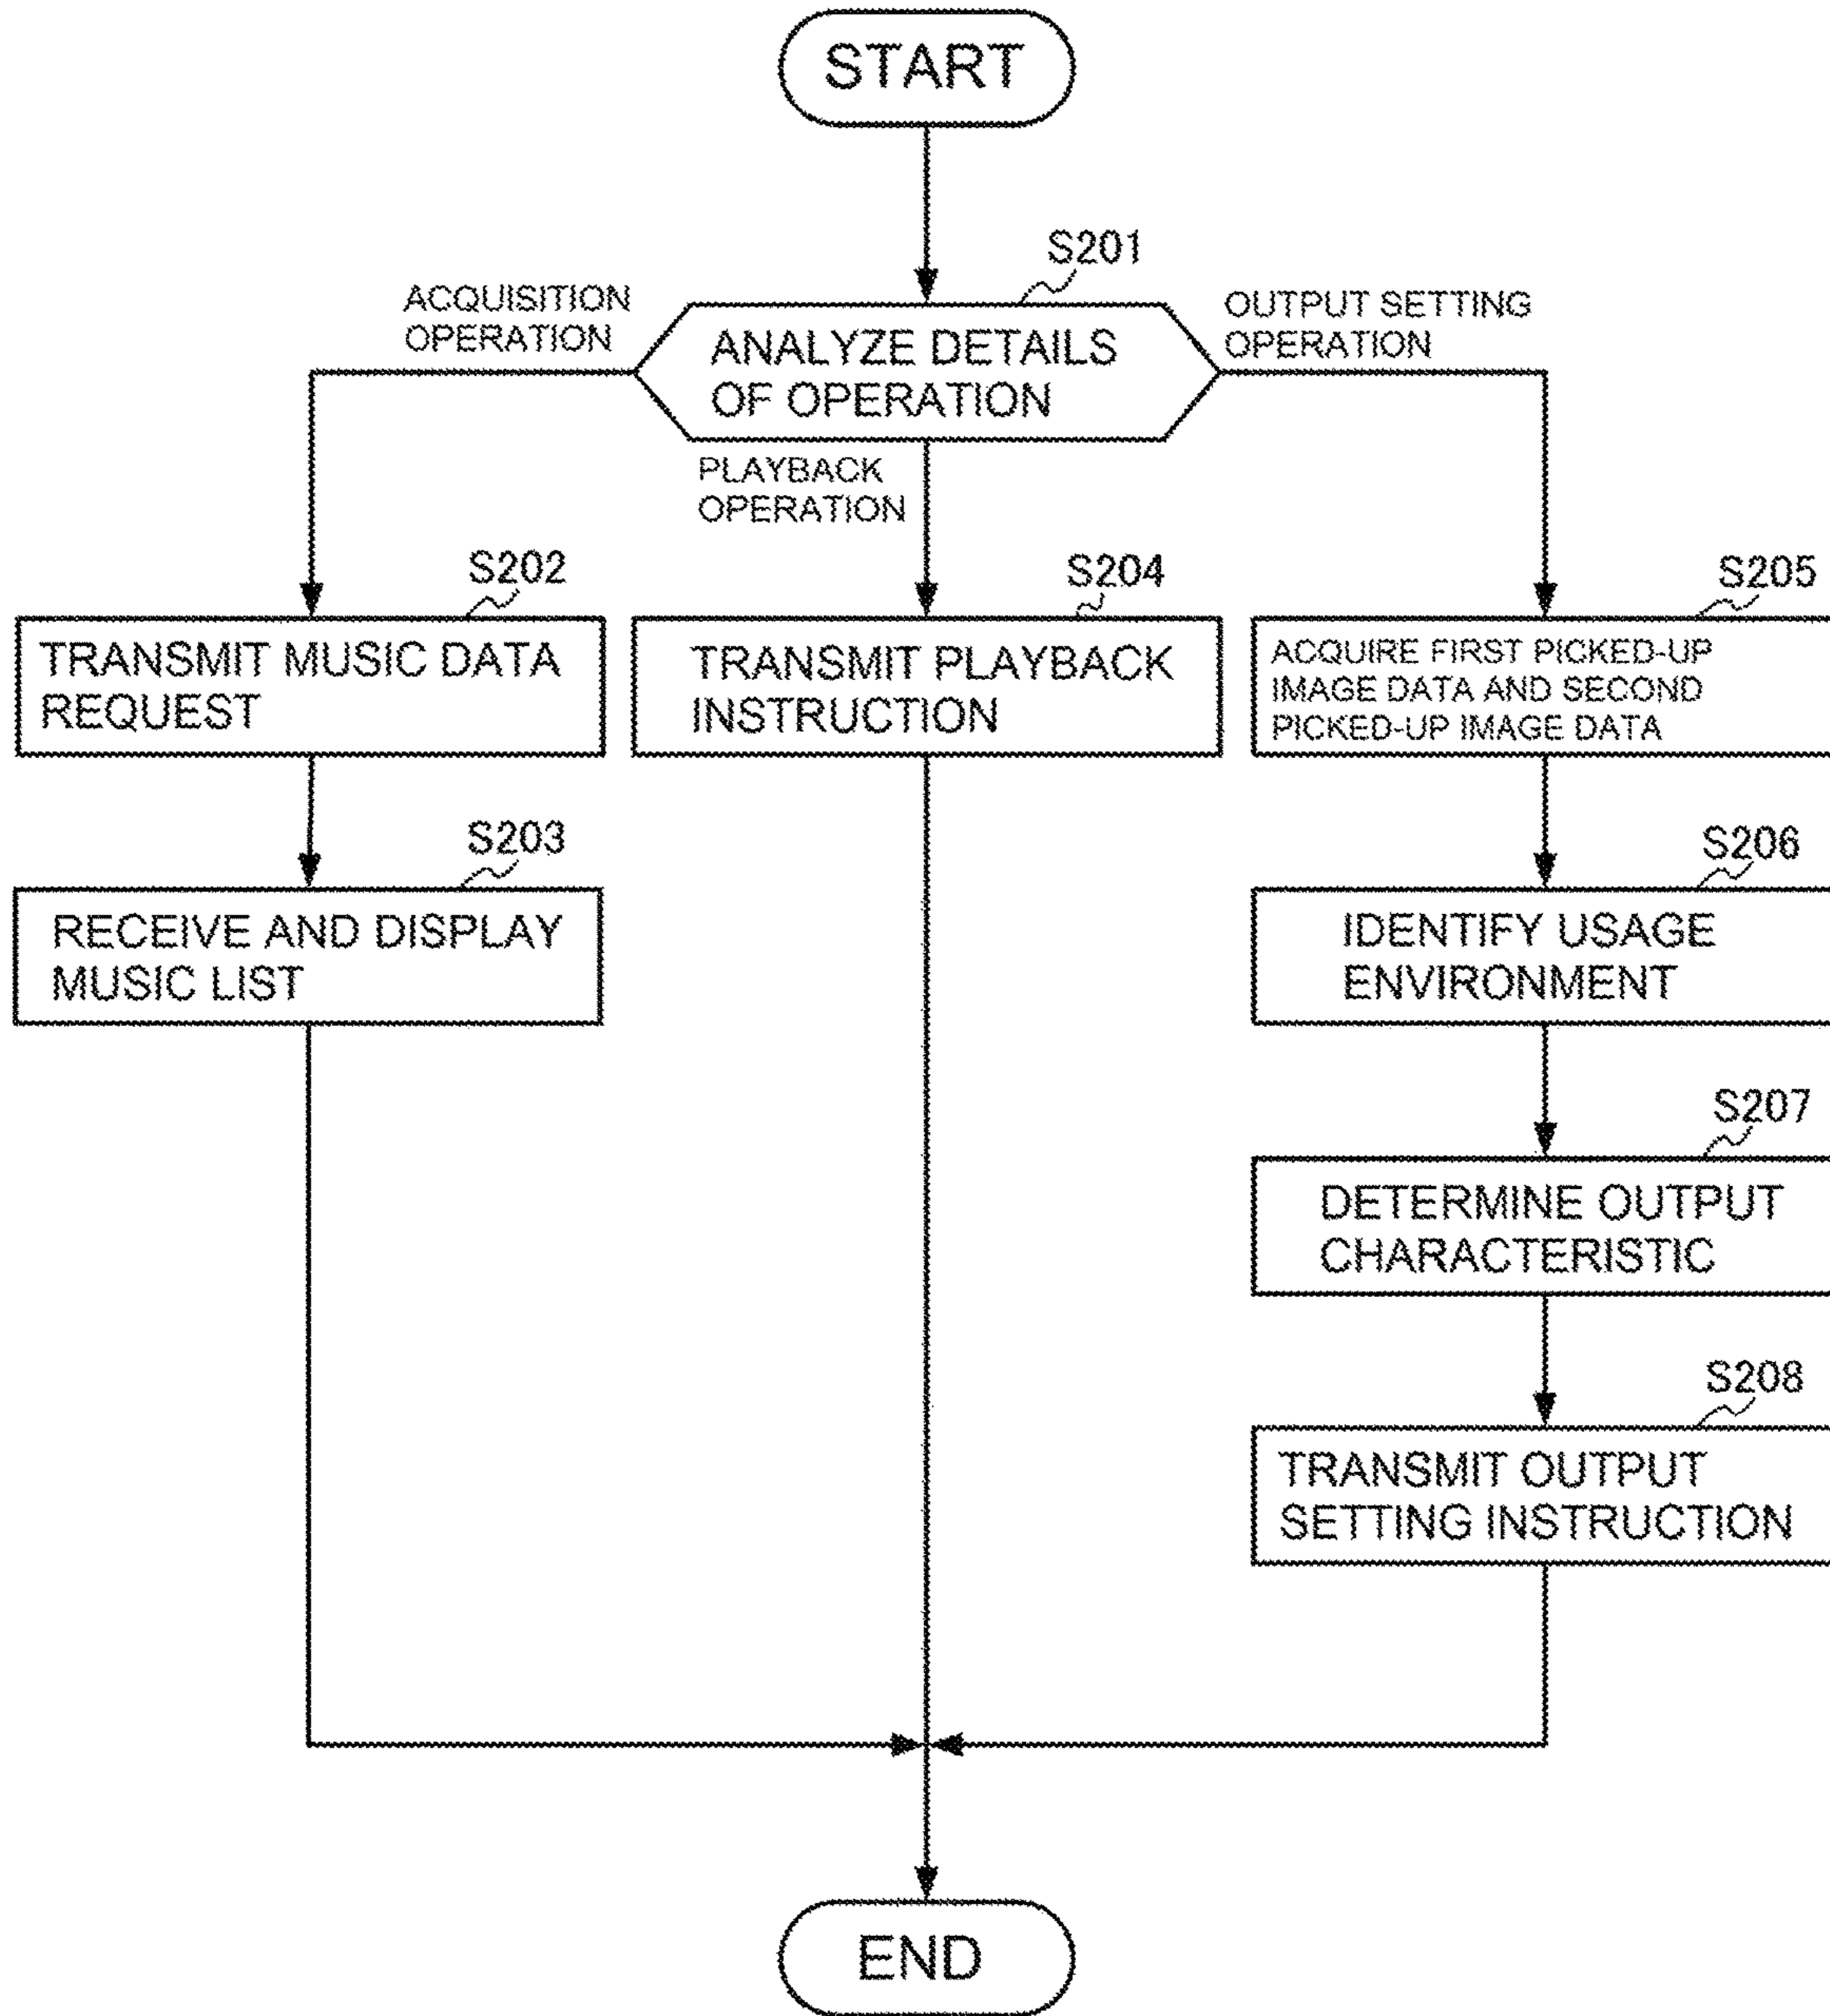 START
S201
ACQUISITION
OPERATION
ANALYZE DETAILS
OF OPERATION
OUTPUT SETTING
OPERATION
PLAYBACK
OPERATION
S202
TRANSMIT MUSIC DATA
REQUEST
S204
TRANSMIT PLAYBACK
INSTRUCTION
S205
ACQUIRE FIRST PICKED-UP
IMAGE DATA AND SECOND
PICKED-UP IMAGE DATA
S203
RECEIVE AND DISPLAY
MUSIC LIST
S206
IDENTIFY USAGE
ENVIRONMENT
S207
DETERMINE OUTPUT
CHARACTERISTIC
S208
TRANSMIT OUTPUT
SETTING INSTRUCTION
END